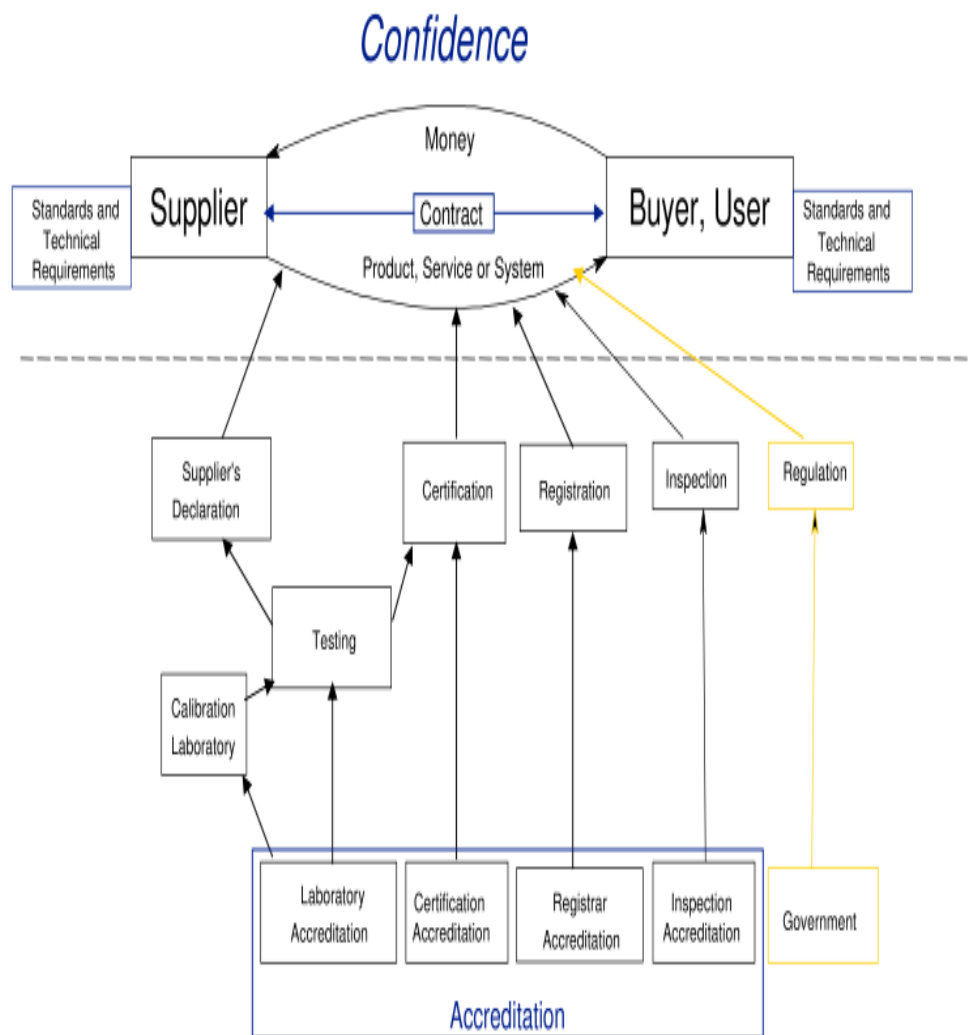 Confidence
Money
Supplier
Contract
Buyer, User
Standards and
Technical
Requirements
Standards and
Technical
Requirements
Product, Service or System
Supplier's
Declaration
Certification
Registration
Inspection
Regulation
Testing
Calibration
Laboratory
Laboratory
Accreditation
Certification
Accreditation
Registrar
Accreditation
Inspection
Accreditation
Government
Accreditation